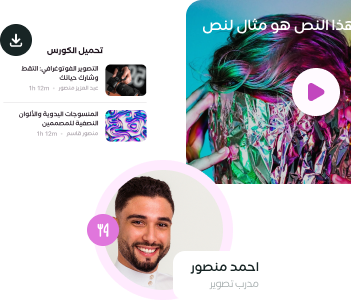 هذا النص هو مثال لنص
تحميل الكورس
التصوير الفوتوغرافي: التقط
وشارك حياتك
عبد العزيز منصور • 1h 12m
المنسوجات اليدوية والألوان
النصفية للمصممين
منصور قاسم • 1h 12m
احمد منصور
مدرب تصوير